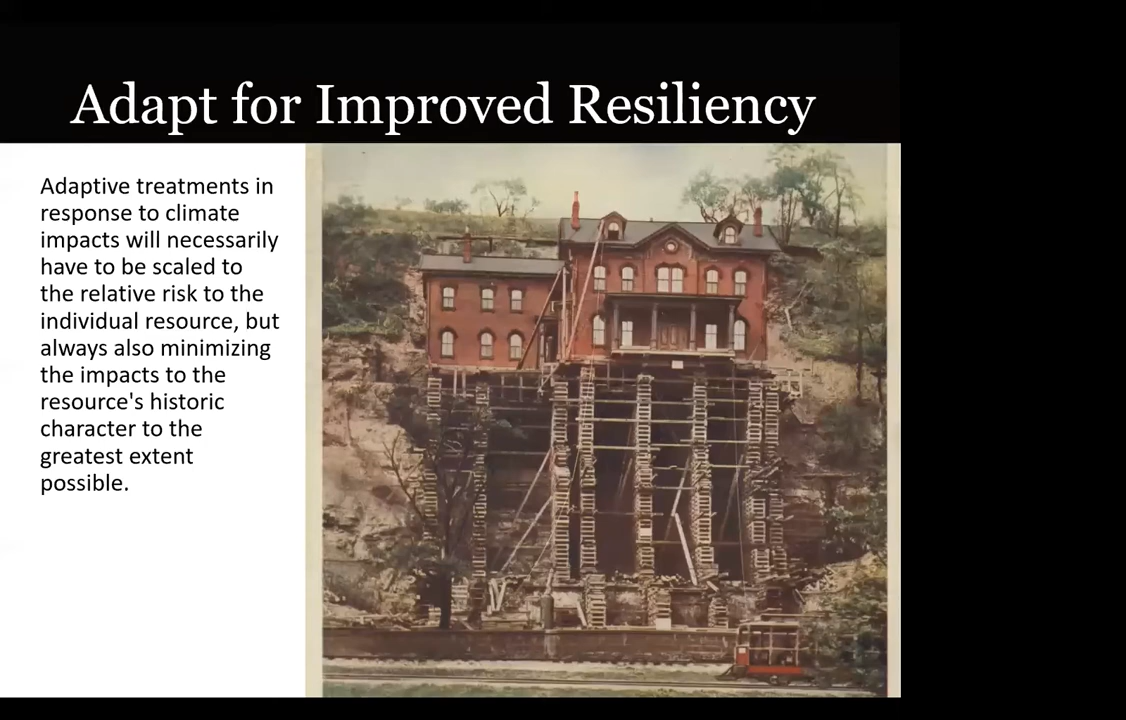 Adapt for Improved Resiliency
Adaptive treatments in
response to climate
impacts will necessarily
have to be scaled to
the relative risk to the
individual resource, but
always also minimizing
the impacts to the
resource's historic
character to the
greatest extent
possible.